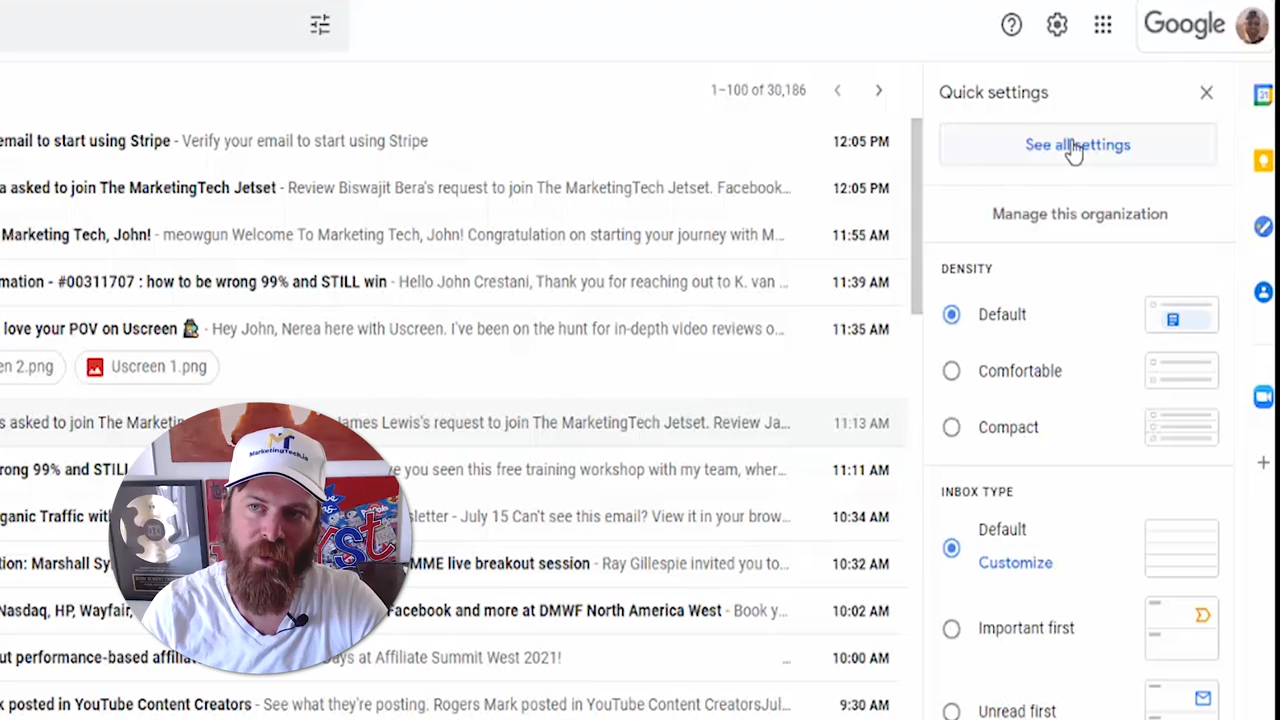 Google
1–100 of 30,186
Quick settings
email to start using Stripe - Verify your email to start using Stripe 12:05 PM
See all settings
a asked to join The MarketingTech Jetset - Review Biswajit Bera's request to join The MarketingTech Jetset. Facebook... 12:05 PM
Manage this organization
Marketing Tech, John! - meowgun Welcome To Marketing Tech, John! Congratulation on starting your journey with M... 11:55 AM
DENSITY
mation - #00311707 : how to be wrong 99% and STILL win - Hello John Crestani, Thank you for reaching out to K. van ... 11:39 AM
Default
love your POV on Uscreen - Hey John, Nerea here with Uscreen. I've been on the hunt for in-depth video reviews o... 11:35 AM
en 2.png Uscreen 1.png
Comfortable
s asked to join The Marketing James Lewis's request to join The MarketingTech Jetset. Review Ja... 11:13 AM
Compact
MarketingTech.io
rong 99% and STILL ve you seen this free training workshop with my team, wher... 11:11 AM
INBOX TYPE
ganic Traffic with sletter - July 15 Can't see this email? View it in your brow... 10:34 AM
Default
Customize
tion: Marshall Sy MME live breakout session - Ray Gillespie invited you to... 10:32 AM
Nasdaq, HP, Wayfair, Facebook and more at DMWF North America West - Book y... 10:02 AM
Important first
ut performance-based affilia Days at Affiliate Summit West 2021! ... 10:00 AM
k posted in YouTube Content Creators - See what they're posting. Rogers Mark posted in YouTube Content CreatorsJul... 9:30 AM
Unread first